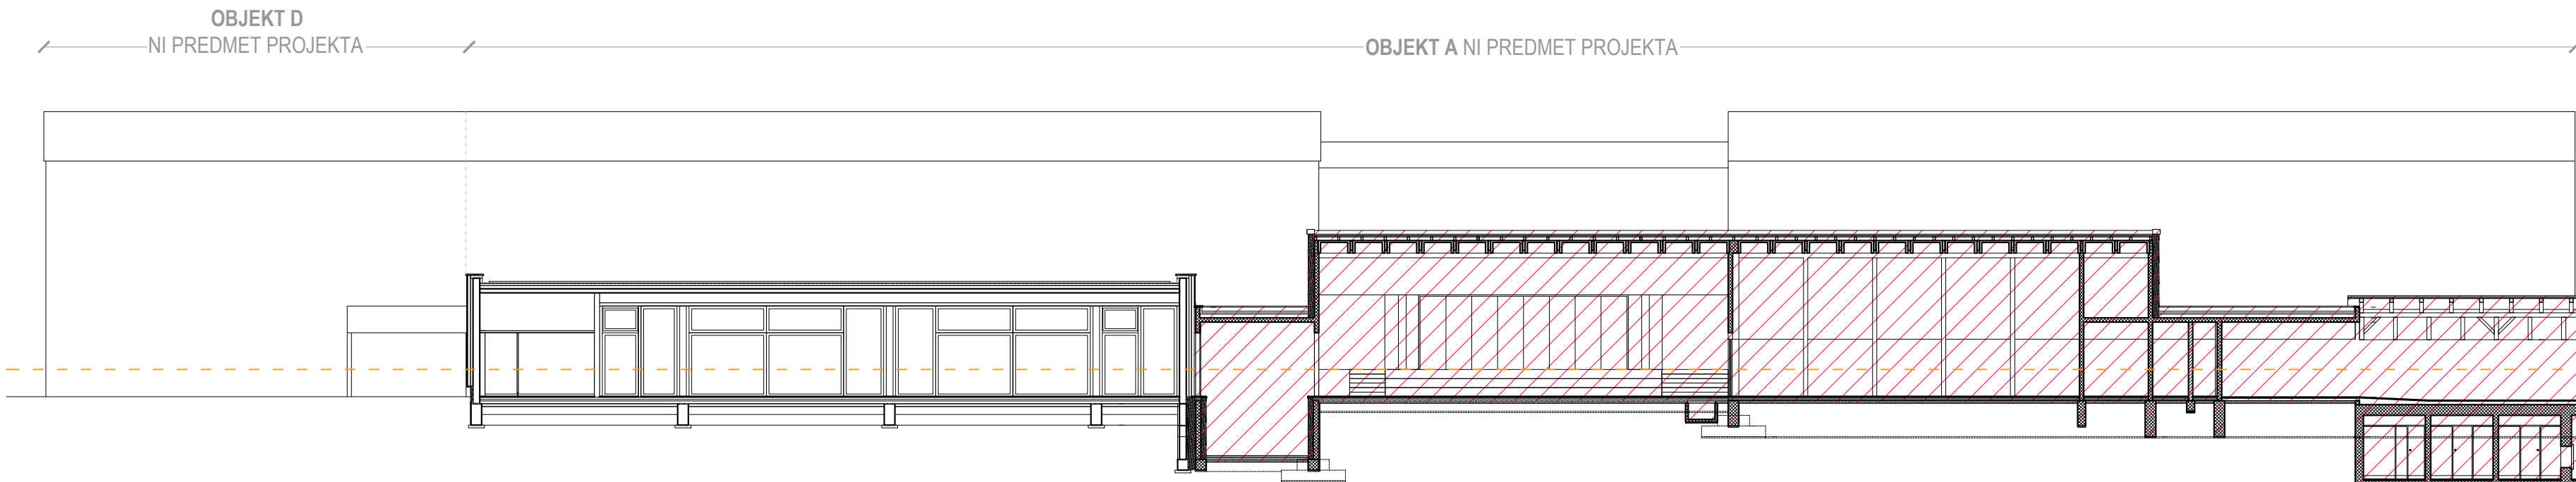 OBJEKT D
NI PREDMET PROJEKTA
OBJEKT A NI PREDMET PROJEKTA